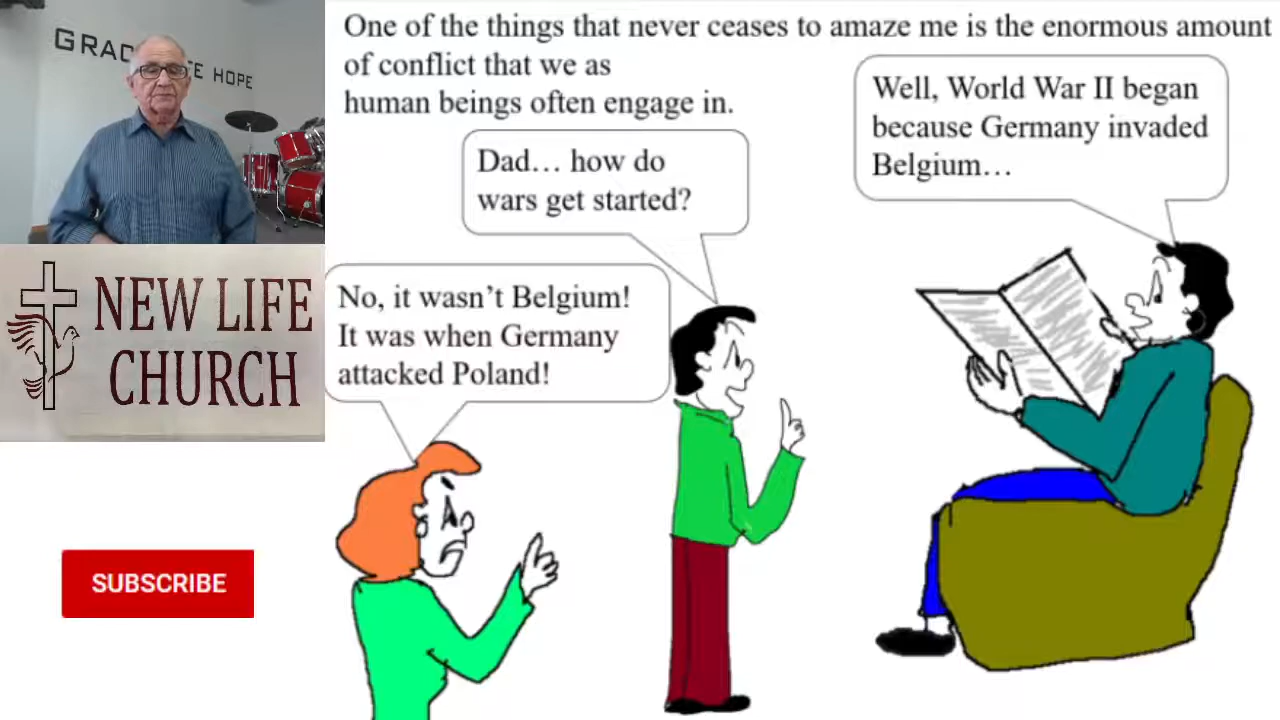 GRAC TE HOPE
One of the things that never ceases to amaze me is the enormous amount
of conflict that we as
human beings often engage in.
Well, World War II began
because Germany invaded
Belgium…
Dad… how do
wars get started?
No, it wasn’t Belgium!
It was when Germany
attacked Poland!
NEW LIFE
CHURCH
SUBSCRIBE